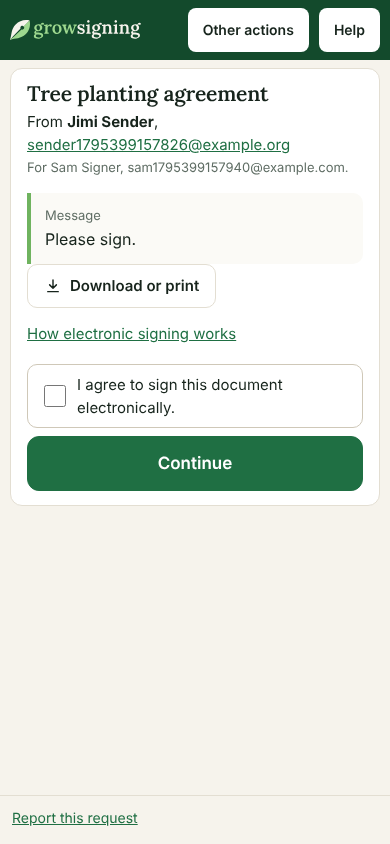 growsigning
Other actions
Help
Tree planting agreement
From Jimi Sender,
sender1795399157826@example.org
For Sam Signer, sam1795399157940@example.com.
Message
Please sign.
Download or print
How electronic signing works
I agree to sign this document
electronically.
Continue
Report this request